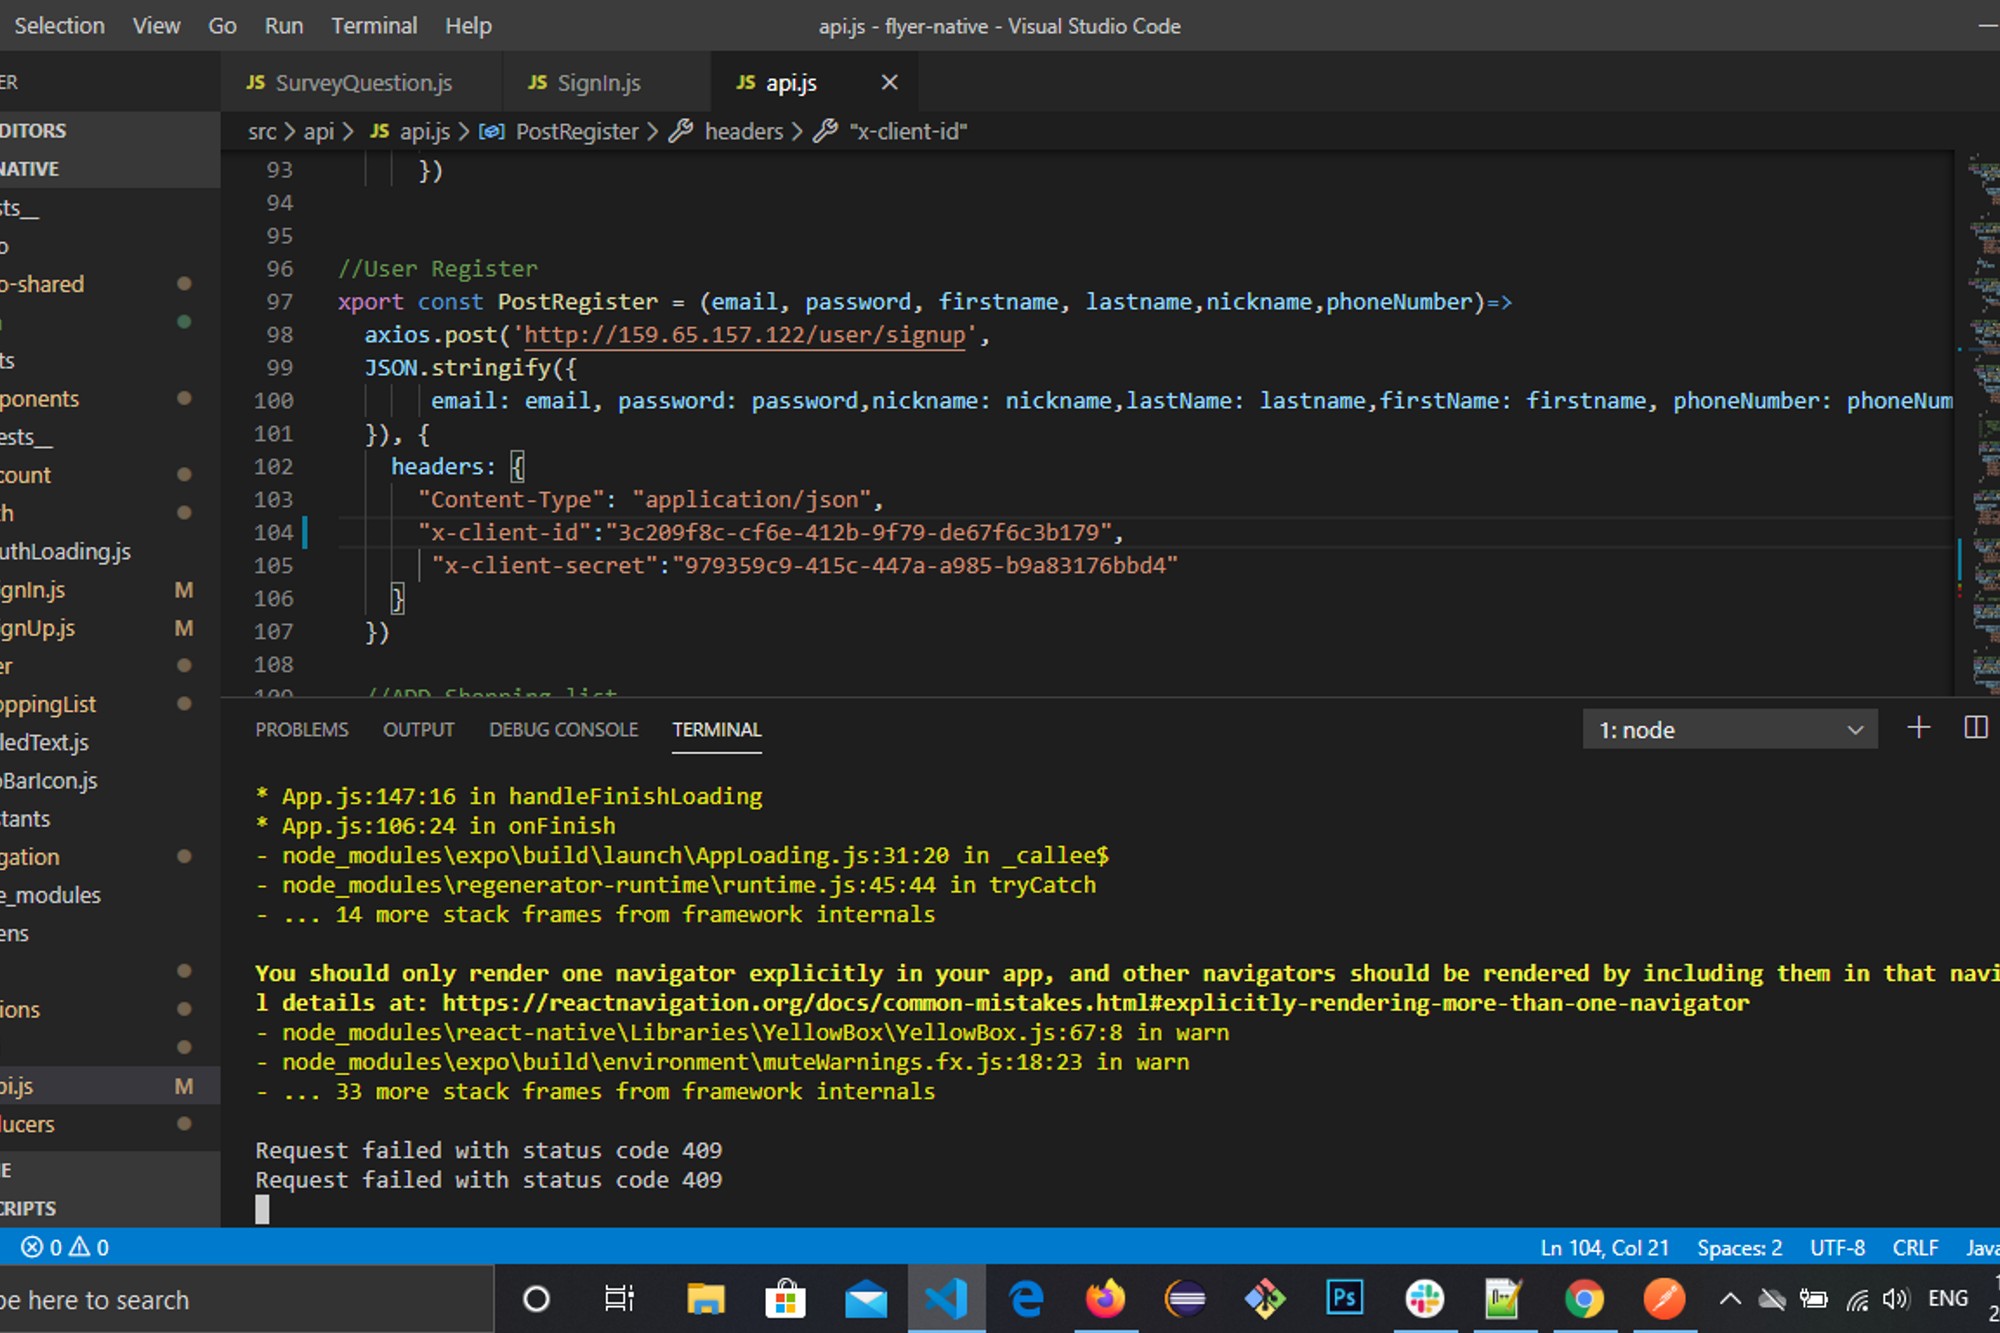 Selection View Go Run Terminal Help api.js - flyer-native - Visual Studio Code
ER
JS SurveyQuestion.js JS SignIn.js JS api.js
src > api > JS api.js > PostRegister > headers > "x-client-id"
DITORS
NATIVE
sts__
o
o-shared
ts
ponents
ests__
count
th
uthLoading.js
gnIn.js M
gnUp.js M
er
oppingList
ledText.js
BarIcon.js
stants
gation
e_modules
ens
ions
pi.js M
lucers
E
CRIPTS
93 })
94
95
96 //User Register
97 xport const PostRegister = (email, password, firstname, lastname,nickname,phoneNumber)=>
98 axios.post('http://159.65.157.122/user/signup',
99 JSON.stringify({
100 email: email, password: password,nickname: nickname,lastName: lastname,firstName: firstname, phoneNumber: phoneNum
101 }), {
102 headers: {
103 "Content-Type": "application/json",
104 "x-client-id":"3c209f8c-cf6e-412b-9f79-de67f6c3b179",
105 "x-client-secret":"979359c9-415c-447a-a985-b9a83176bbd4"
106 }
107 })
108
109 //ADD Shopping list
PROBLEMS OUTPUT DEBUG CONSOLE TERMINAL 1: node
* App.js:147:16 in handleFinishLoading
* App.js:106:24 in onFinish
- node_modules\expo\build\launch\AppLoading.js:31:20 in _callee$
- node_modules\regenerator-runtime\runtime.js:45:44 in tryCatch
- ... 14 more stack frames from framework internals
You should only render one navigator explicitly in your app, and other navigators should be rendered by including them in that navi
l details at: https://reactnavigation.org/docs/common-mistakes.html#explicitly-rendering-more-than-one-navigator
- node_modules\react-native\Libraries\YellowBox\YellowBox.js:67:8 in warn
- node_modules\expo\build\environment\muteWarnings.fx.js:18:23 in warn
- ... 33 more stack frames from framework internals
Request failed with status code 409
Request failed with status code 409
0 0 Ln 104, Col 21 Spaces: 2 UTF-8 CRLF Java
pe here to search Ps ENG